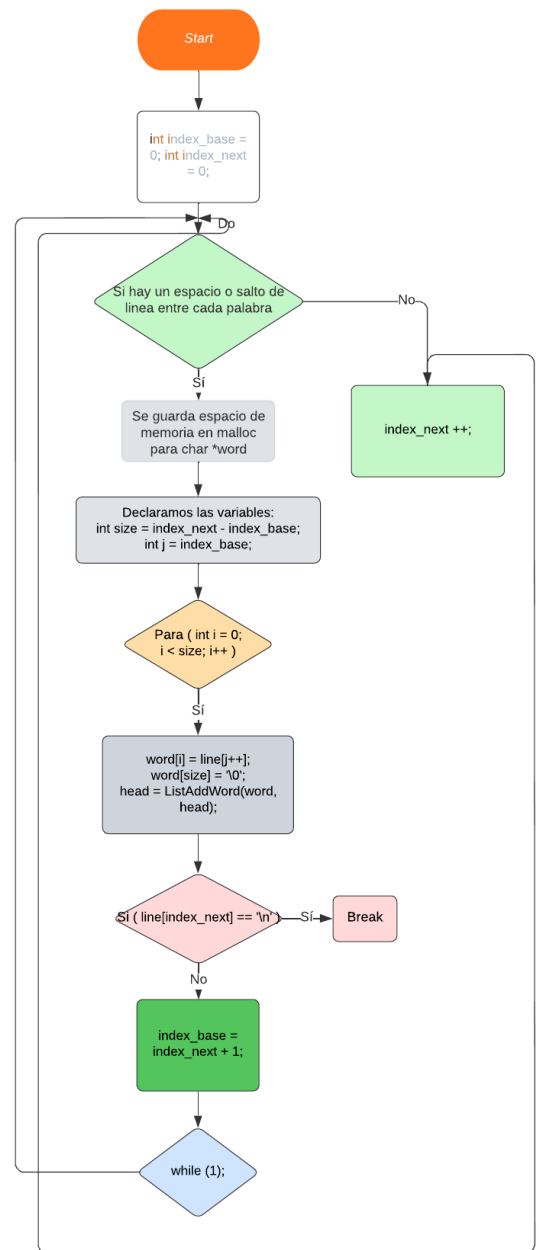 Start
int index_base =
0; int index_next
= 0;
Do
Si hay un espacio o salto de
linea entre cada palabra
No
Sí
Se guarda espacio de
memoria en malloc
para char *word
index_next ++;
Declaramos las variables:
int size = index_next - index_base;
int j = index_base;
Para ( int i = 0;
i < size; i++ )
Sí
word[i] = line[j++];
word[size] = '\0';
head = ListAddWord(word,
head);
Si ( line[index_next] == '\n' )
Sí
Break
No
index_base =
index_next + 1;
while (1);